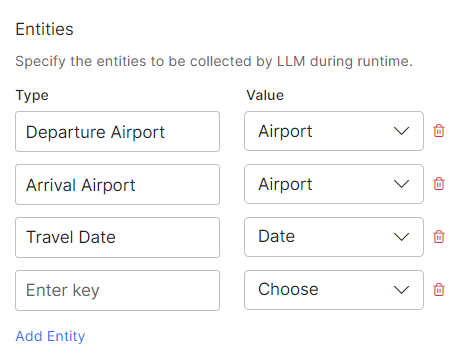 Entities
Specify the entities to be collected by LLM during runtime.
Type Value
Departure Airport Airport
Arrival Airport Airport
Travel Date Date
Enter key Choose
Add Entity